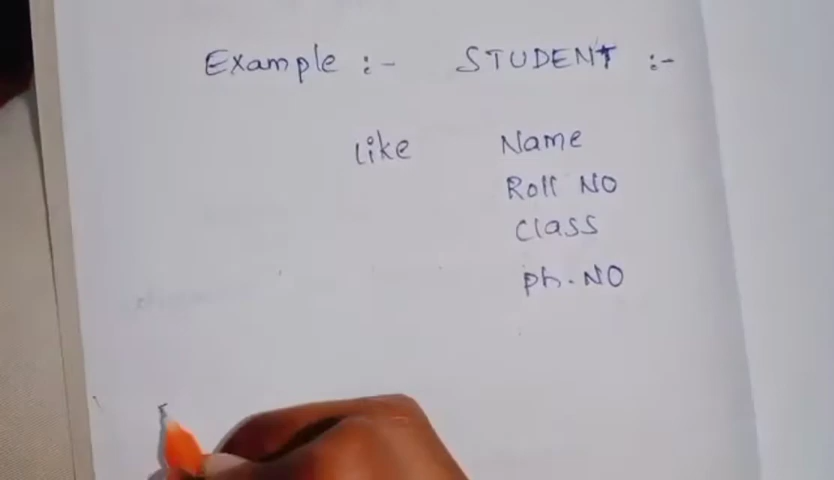 Example :- STUDENT :-
like Name
Roll NO
class
ph.NO